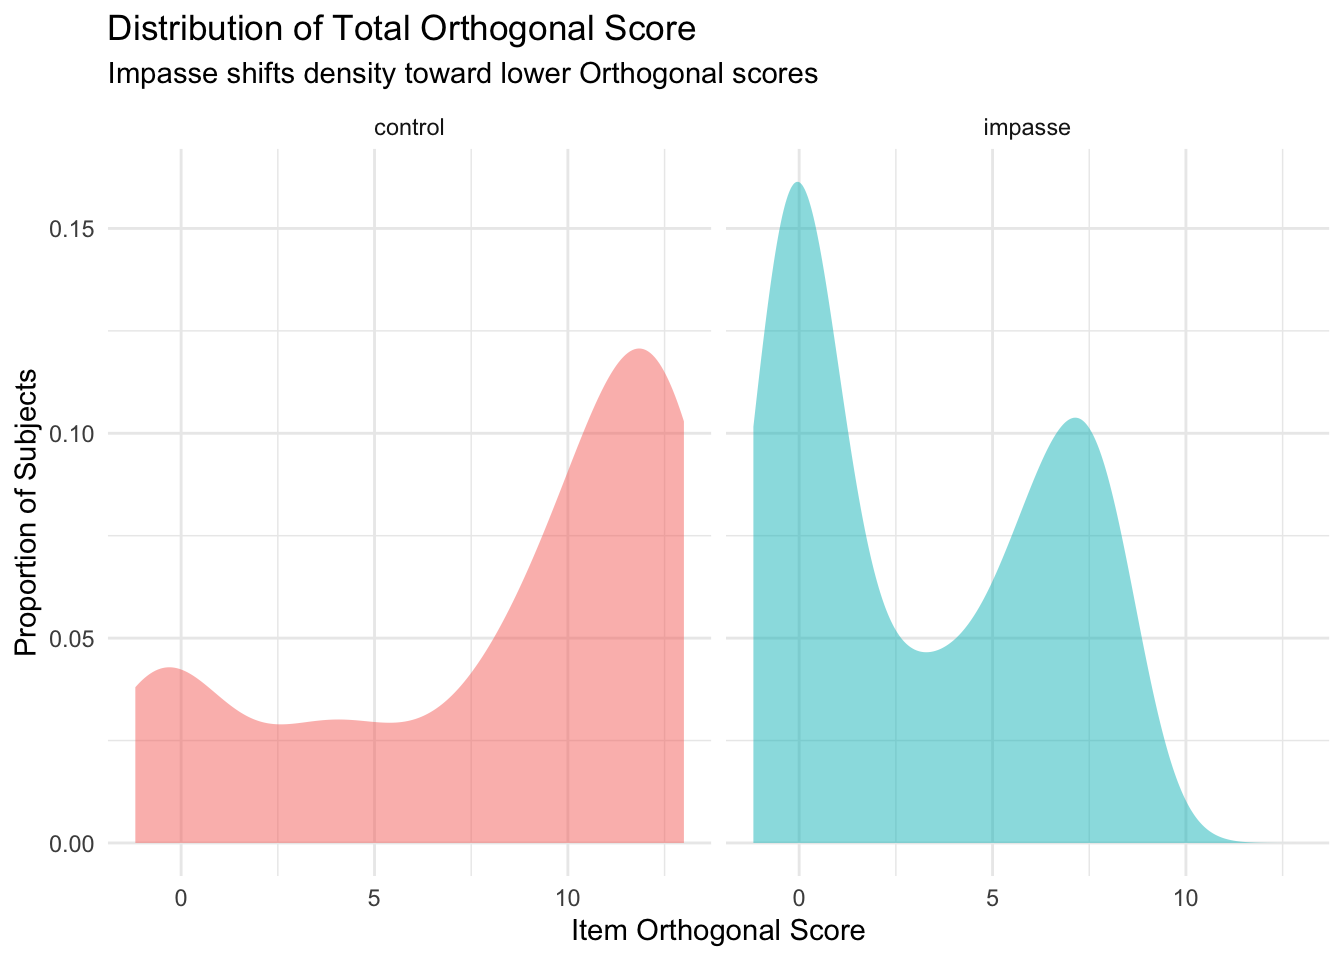 Distribution of Total Orthogonal Score
Impasse shifts density toward lower Orthogonal scores
control
impasse
Proportion of Subjects
0.15
0.10
0.05
0.00
0 5 10
0 5 10
Item Orthogonal Score